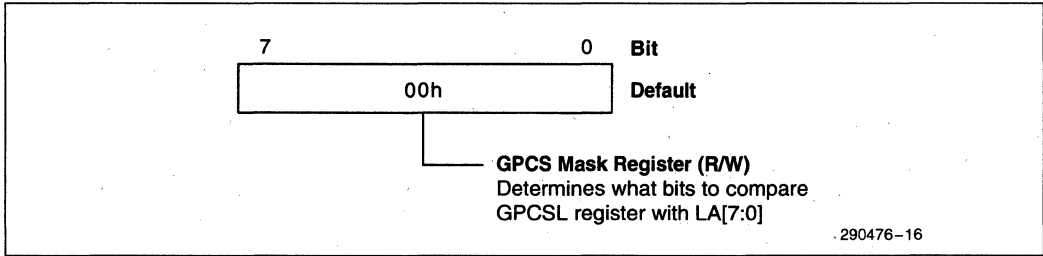 7 0 Bit
00h Default
GPCS Mask Register (R/W)
Determines what bits to compare
GPCSL register with LA[7:0]
290476–16